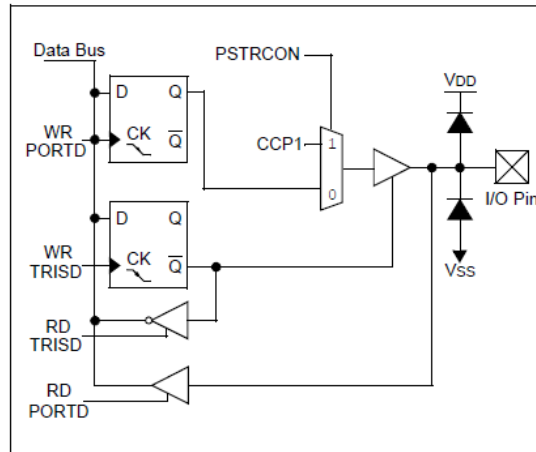 Data Bus
PSTRCON
VDD
D Q
WR
PORTD
CK
Q
CCP1
1
0
I/O Pin
D Q
WR
TRISD
CK
Q
VSS
RD
TRISD
RD
PORTD